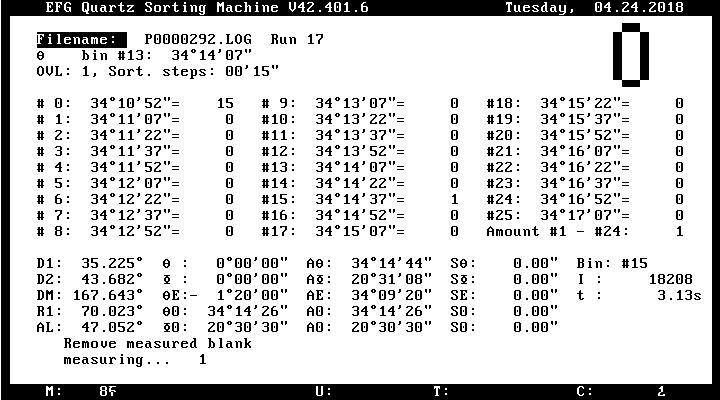 EFG Quartz Sorting Machine V42.401.6 Tuesday, 04.24.2018
Filename: P0000292.LOG Run 17
θ bin #13: 34°14'07"
OVL: 1, Sort. steps: 00'15"
0
# 0: 34°10'52"= 15 # 9: 34°13'07"= 0 #18: 34°15'22"= 0
# 1: 34°11'07"= 0 #10: 34°13'22"= 0 #19: 34°15'37"= 0
# 2: 34°11'22"= 0 #11: 34°13'37"= 0 #20: 34°15'52"= 0
# 3: 34°11'37"= 0 #12: 34°13'52"= 0 #21: 34°16'07"= 0
# 4: 34°11'52"= 0 #13: 34°14'07"= 0 #22: 34°16'22"= 0
# 5: 34°12'07"= 0 #14: 34°14'22"= 0 #23: 34°16'37"= 0
# 6: 34°12'22"= 0 #15: 34°14'37"= 1 #24: 34°16'52"= 0
# 7: 34°12'37"= 0 #16: 34°14'52"= 0 #25: 34°17'07"= 0
# 8: 34°12'52"= 0 #17: 34°15'07"= 0 Amount #1 - #24: 1
D1: 35.225° θ : 0°00'00" Aθ: 34°14'44" Sθ: 0.00" Bin: #15
D2: 43.682° Φ : 0°00'00" AΦ: 20°31'08" SΦ: 0.00" I : 18208
DM: 167.643° θE:- 1°20'00" AE: 34°09'20" SE: 0.00" t : 3.13s
R1: 70.023° θ0: 34°14'26" A0: 34°14'26" S0: 0.00"
AL: 47.052° Φ0: 20°30'30" A0: 20°30'30" S0: 0.00"
Remove measured blank
measuring... 1
M: U: T: C: